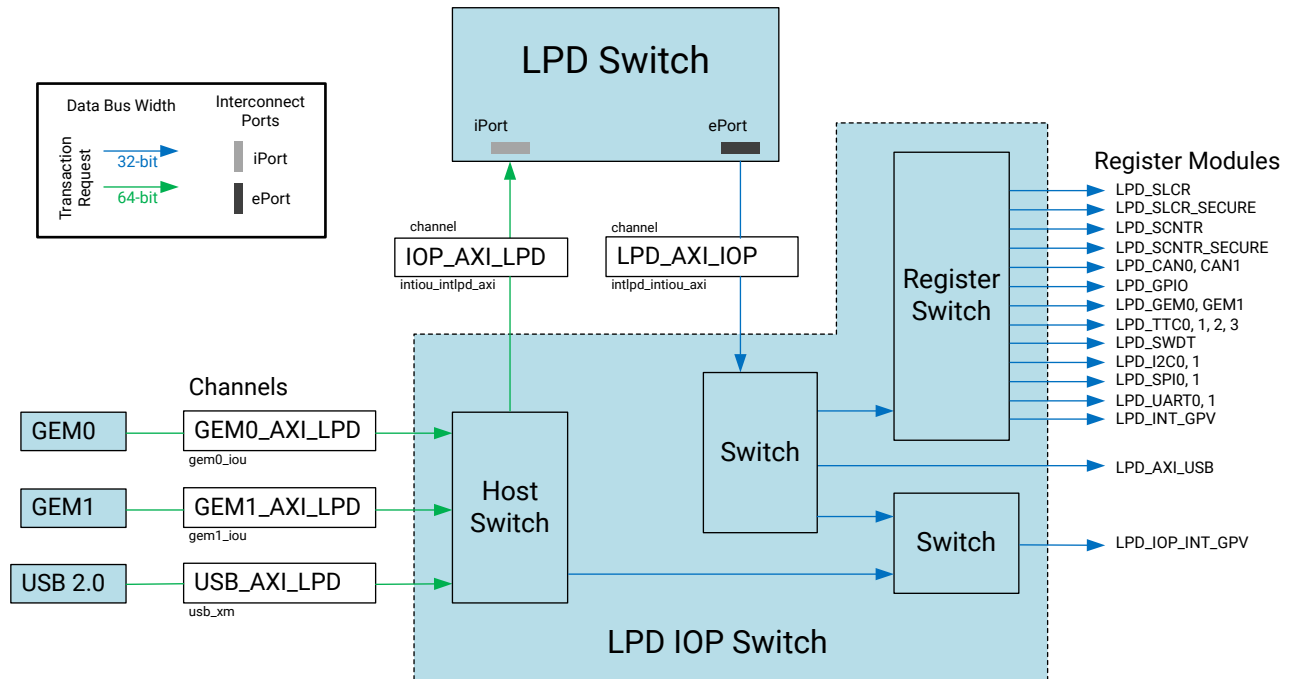 LPD Switch
iPort
ePort
Data Bus Width
Interconnect
Ports
Transaction
Request
32-bit
64-bit
iPort
ePort
channel
IOP_AXI_LPD
intiou_intlpd_axi
channel
LPD_AXI_IOP
intlpd_intiou_axi
Register
Switch
Register Modules
LPD_SLCR
LPD_SLCR_SECURE
LPD_SCNTR
LPD_SCNTR_SECURE
LPD_CAN0, CAN1
LPD_GPIO
LPD_GEM0, GEM1
LPD_TTC0, 1, 2, 3
LPD_SWDT
LPD_I2C0, 1
LPD_SPI0, 1
LPD_UART0, 1
LPD_INT_GPV
LPD_AXI_USB
LPD_IOP_INT_GPV
Channels
GEM0
GEM0_AXI_LPD
gem0_iou
GEM1
GEM1_AXI_LPD
gem1_iou
USB 2.0
USB_AXI_LPD
usb_xm
Host
Switch
Switch
Switch
LPD IOP Switch